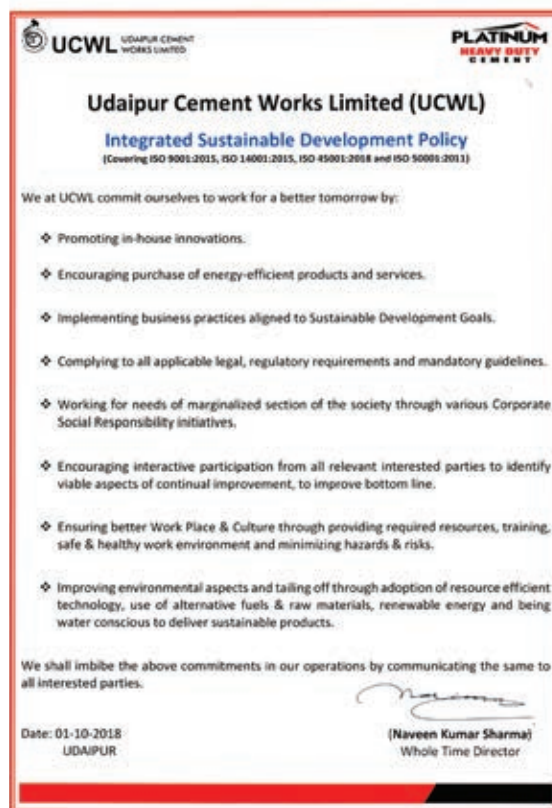 UCWL UDAIPUR CEMENT
WORKS LIMITED
PLATINUM
HEAVY DUTY
CEMENT
Udaipur Cement Works Limited (UCWL)
Integrated Sustainable Development Policy
(Covering ISO 9001:2015, ISO 14001:2015, ISO 45001:2018 and ISO 50001:2011)
We at UCWL commit ourselves to work for a better tomorrow by:
❖ Promoting in-house innovations.
❖ Encouraging purchase of energy-efficient products and services.
❖ Implementing business practices aligned to Sustainable Development Goals.
❖ Complying to all applicable legal, regulatory requirements and mandatory guidelines.
❖ Working for needs of marginalized section of the society through various Corporate
Social Responsibility initiatives.
❖ Encouraging interactive participation from all relevant interested parties to identify
viable aspects of continual improvement, to improve bottom line.
❖ Ensuring better Work Place & Culture through providing required resources, training,
safe & healthy work environment and minimizing hazards & risks.
❖ Improving environmental aspects and tailing off through adoption of resource efficient
technology, use of alternative fuels & raw materials, renewable energy and being
water conscious to deliver sustainable products.
We shall imbibe the above commitments in our operations by communicating the same to
all interested parties.
Date: 01-10-2018
UDAIPUR
(Naveen Kumar Sharma)
Whole Time Director